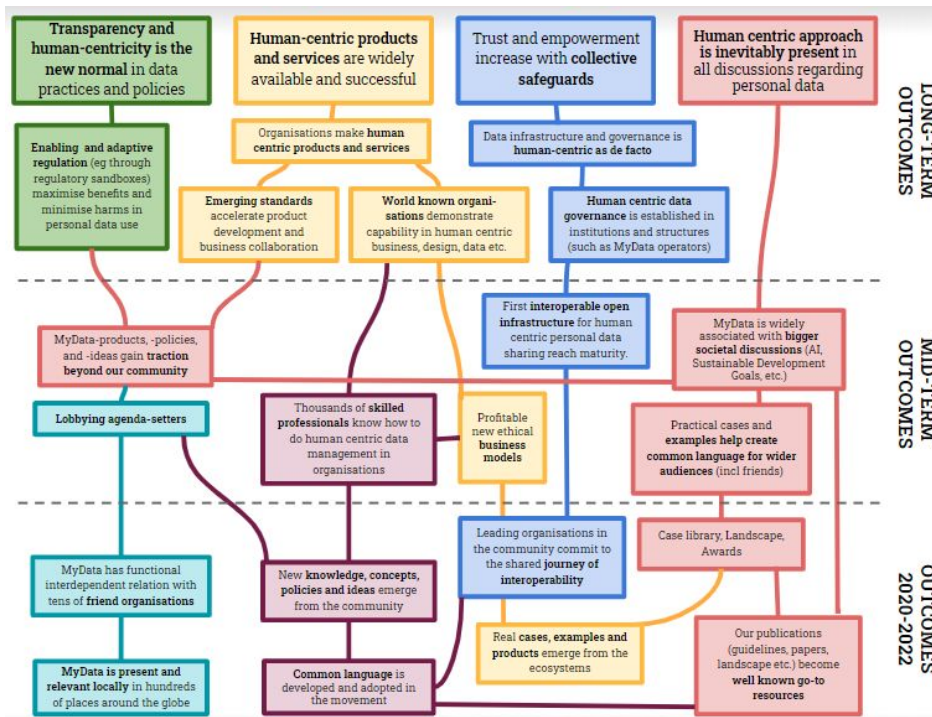 Transparency and
human-centricity is the
new normal in data
practices and policies
Human-centric products
and services are widely
available and successful
Trust and empowerment
increase with collective
safeguards
Human centric approach
is inevitably present in
all discussions regarding
personal data
LONG-TERM
OUTCOMES
Enabling and adaptive
regulation (eg through
regulatory sandboxes)
maximise benefits and
minimise harms in
personal data use
Organisations make human
centric products and services
Data infrastructure and governance is
human-centric as de facto
Emerging standards
accelerate product
development and
business collaboration
World known organi-
sations demonstrate
capability in human centric
business, design, data etc.
Human centric data
governance is established in
institutions and structures
(such as MyData operators)
First interoperable open
infrastructure for human
centric personal data
sharing reach maturity.
MyData-products, -policies,
and -ideas gain traction
beyond our community
MyData is widely
associated with bigger
societal discussions (AI,
Sustainable Development
Goals, etc.)
MID-TERM
OUTCOMES
Lobbying agenda-setters
Thousands of skilled
professionals know how to
do human centric data
management in
organisations
Profitable
new ethical
business
models
Practical cases and
examples help create
common language for wider
audiences (incl friends)
Leading organisations in
the community commit to
the shared journey of
interoperability
Case library, Landscape,
Awards
OUTCOMES
2020-2022
MyData has functional
interdependent relation with
tens of friend organisations
New knowledge, concepts,
policies and ideas emerge
from the community
Real cases, examples and
products emerge from the
ecosystems
Our publications
(guidelines, papers,
landscape etc.) become
well known go-to
resources
MyData is present and
relevant locally in hundreds
of places around the globe
Common language is
developed and adopted in
the movement